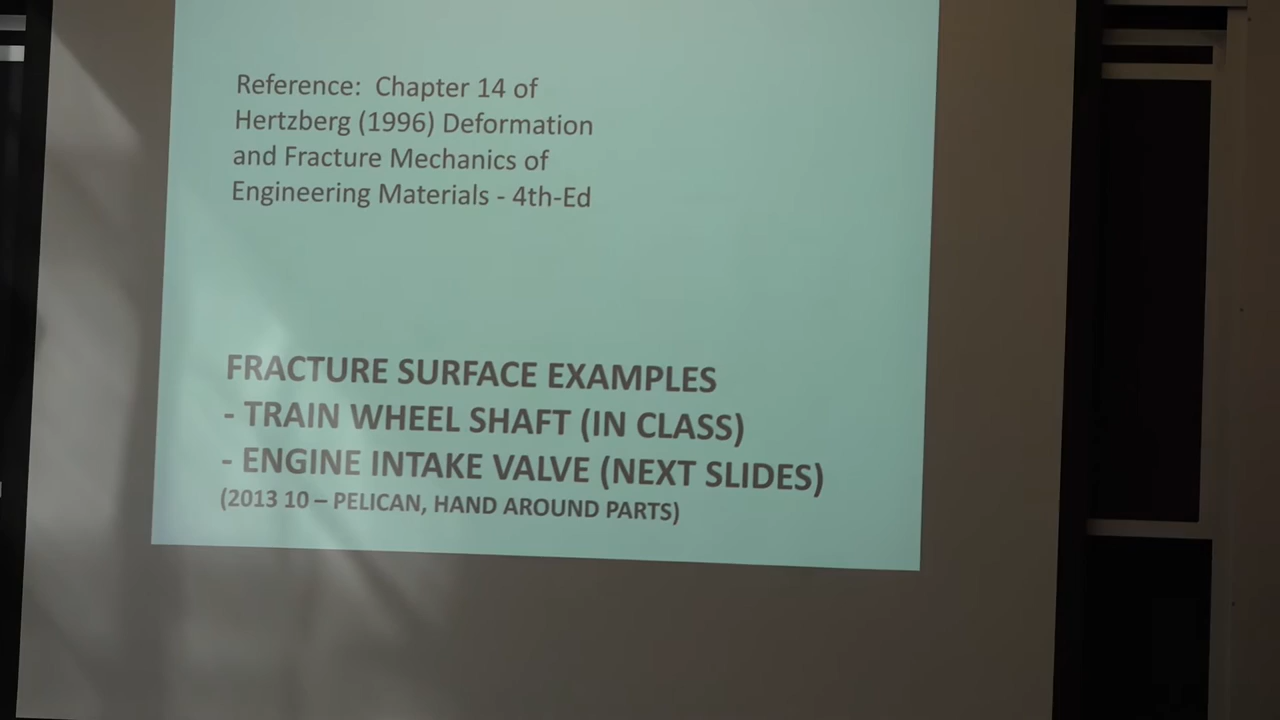 Reference: Chapter 14 of
Hertzberg (1996) Deformation
and Fracture Mechanics of
Engineering Materials - 4th-Ed
FRACTURE SURFACE EXAMPLES
- TRAIN WHEEL SHAFT (IN CLASS)
- ENGINE INTAKE VALVE (NEXT SLIDES)
(2013 10 – PELICAN, HAND AROUND PARTS)